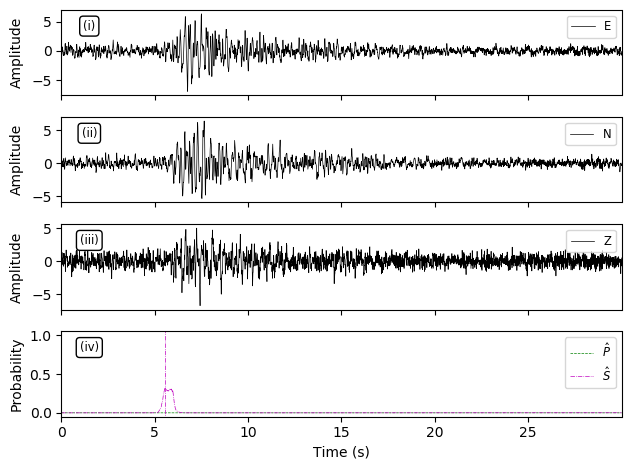 (i)
E
Amplitude
5
0
−5
(ii)
N
Amplitude
5
0
−5
(iii)
Z
Amplitude
5
0
−5
(iv)
P̂
Ŝ
Probability
1.0
0.5
0.0
0 5 10 15 20 25
Time (s)